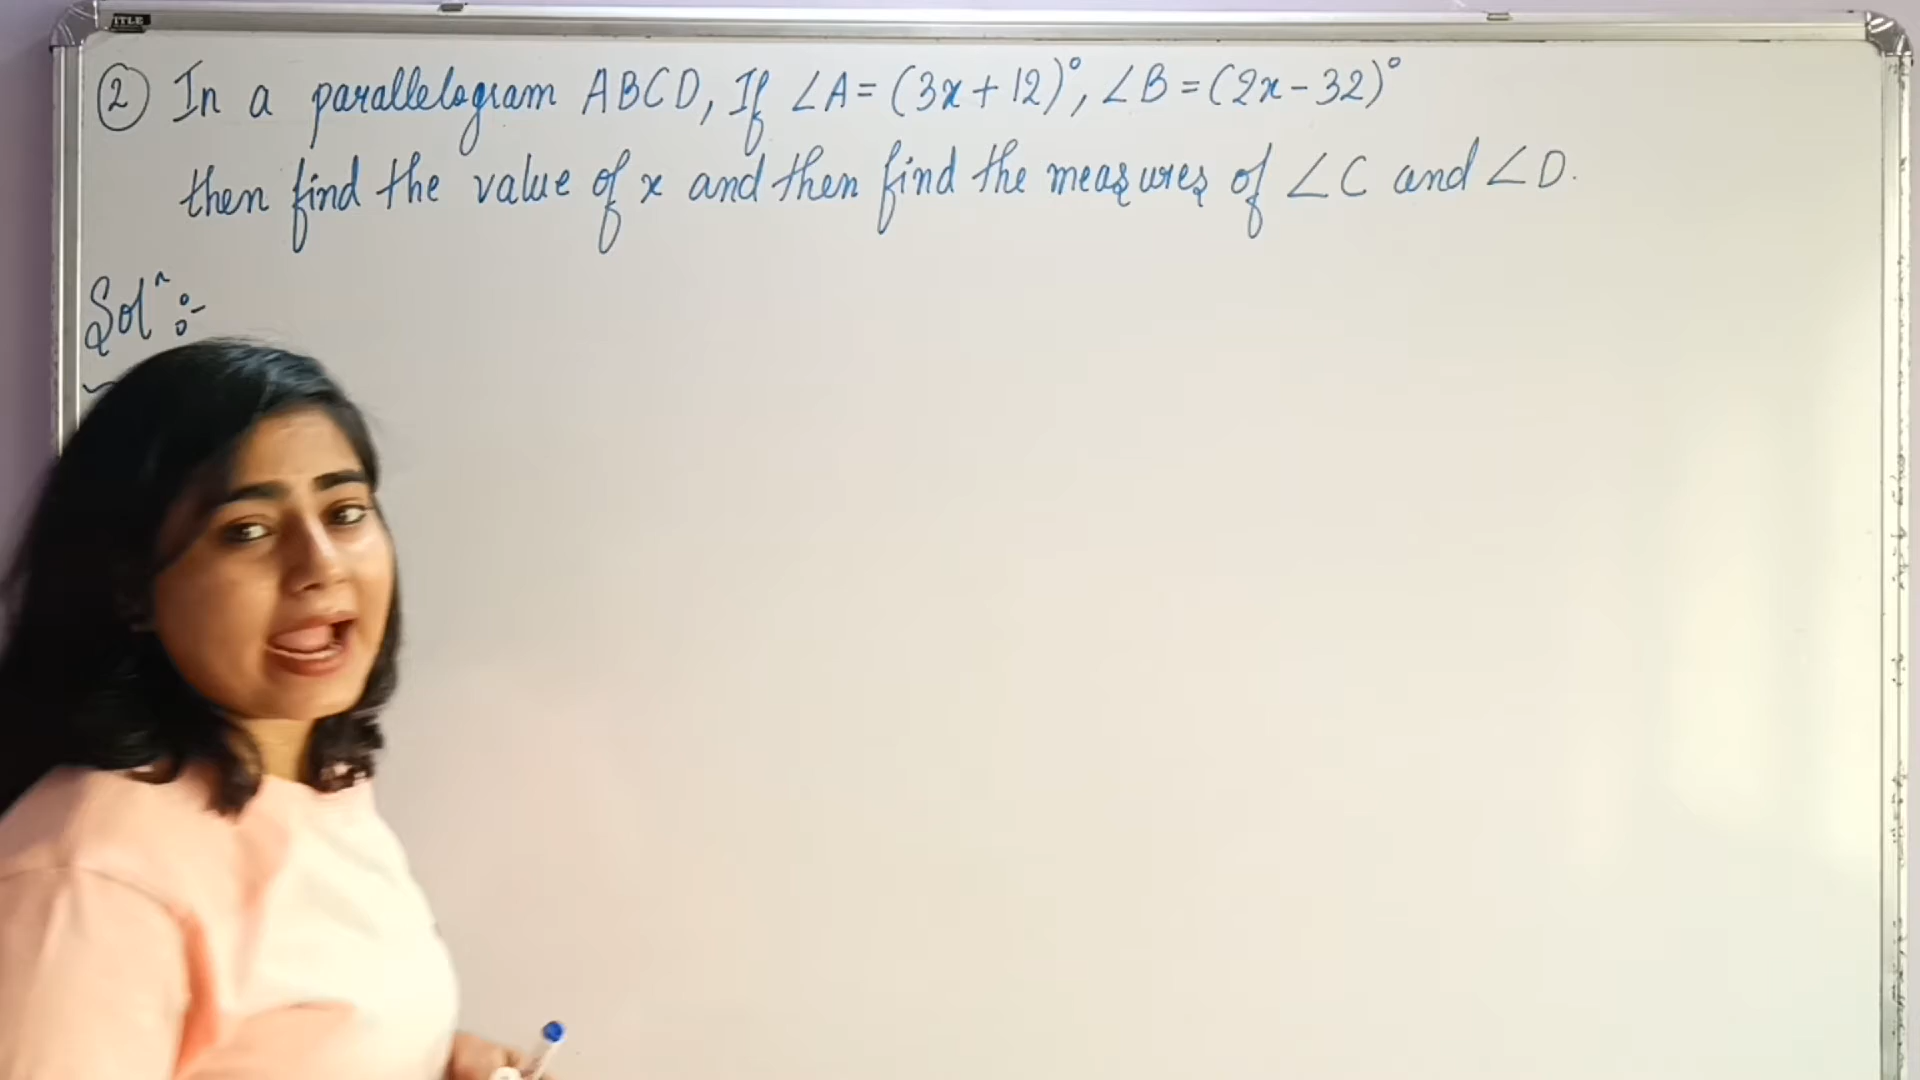 ② In a parallelogram ABCD, If ∠A = (3x + 12)°, ∠B = (2x - 32)°
then find the value of x and then find the measures of ∠C and ∠D.
Solⁿ :-